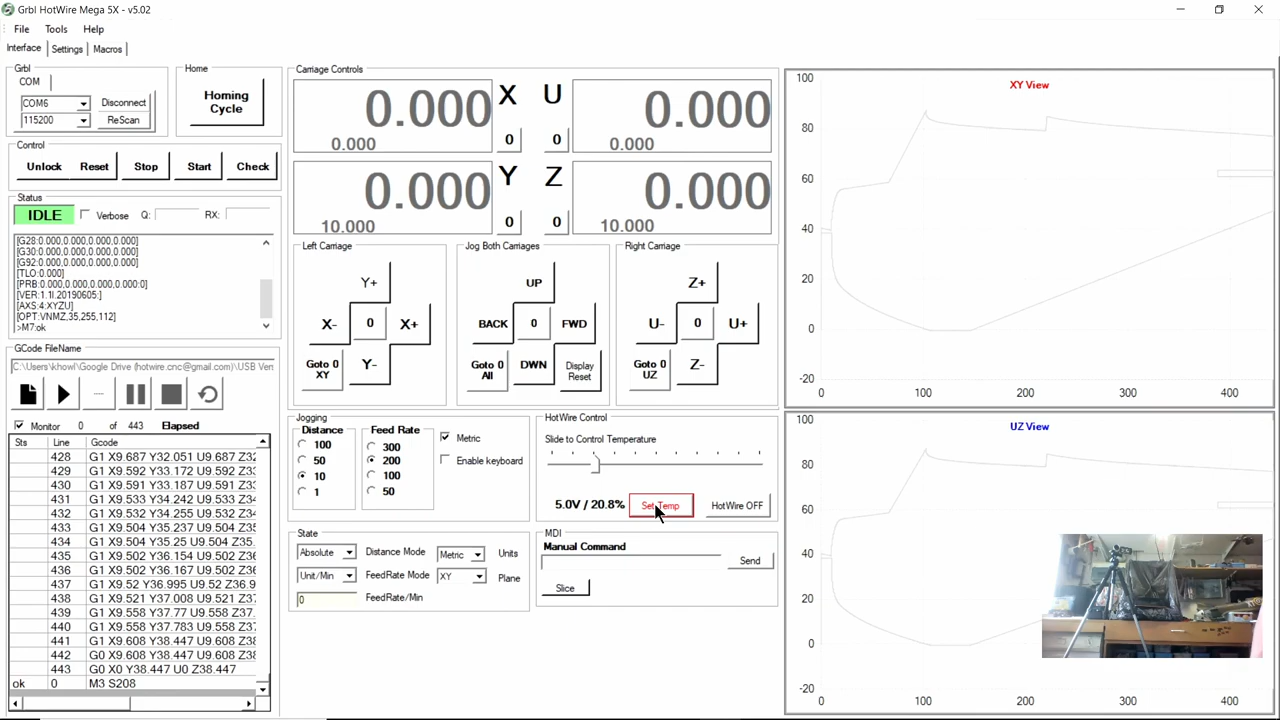 Grbl HotWire Mega 5X - v5.02
File Tools Help
Interface Settings Macros
Grbl
COM
COM6 Disconnect
115200 ReScan
Home
Homing Cycle
Control
Unlock Reset Stop Start Check
Status
IDLE Verbose Q: RX:
[G28:0.000,0.000,0.000,0.000]
[G30:0.000,0.000,0.000,0.000]
[G92:0.000,0.000,0.000,0.000]
[TLO:0.000]
[PRB:0.000,0.000,0.000,0.000:0]
[VER:1.1l.20190605:]
[AXS:4:XYZU]
[OPT:VNMZ,35,255,112]
>M7:ok
GCode FileName
C:\Users\khowl\Google Drive (hotwire.cnc@gmail.com)\USB Ven
Monitor 0 of 443 Elapsed
Sts Line Gcode
428 G1 X9.687 Y32.051 U9.687 Z32
429 G1 X9.592 Y33.172 U9.592 Z33
430 G1 X9.591 Y33.187 U9.591 Z33
431 G1 X9.533 Y34.242 U9.533 Z34
432 G1 X9.532 Y34.255 U9.532 Z34
433 G1 X9.504 Y35.237 U9.504 Z35
434 G1 X9.504 Y35.25 U9.504 Z35.
435 G1 X9.502 Y36.154 U9.502 Z36
436 G1 X9.502 Y36.167 U9.502 Z36
437 G1 X9.52 Y36.995 U9.52 Z36.9
438 G1 X9.521 Y37.008 U9.521 Z37
439 G1 X9.558 Y37.77 U9.558 Z37.
440 G1 X9.558 Y37.783 U9.558 Z37
441 G1 X9.608 Y38.447 U9.608 Z38
442 G0 X9.608 Y38.447 U9.608 Z38
443 G0 X0 Y38.447 U0 Z38.447
ok 0 M3 S208
Carriage Controls
0.000 X U 0.000
0.000 0 0 0.000
0.000 Y Z 0.000
10.000 0 0 10.000
Left Carriage
Y+
X- 0 X+
Goto 0 XY Y-
Jog Both Carriages
UP
BACK 0 FWD
Goto 0 All DWN Display Reset
Right Carriage
Z+
U- 0 U+
Goto 0 UZ Z-
Jogging
Distance
100
50
10
1
Feed Rate
300
200
100
50
Metric
Enable keyboard
HotWire Control
Slide to Control Temperature
5.0V / 20.8% Set Temp HotWire OFF
State
Absolute Distance Mode Metric Units
Unit/Min FeedRate Mode XY Plane
0 FeedRate/Min
MDI
Manual Command
Send
Slice
XY View
100
80
60
40
20
0
-20
0 100 200 300 400
UZ View
100
80
60
40
20
0
-20
0 100 200 300 400